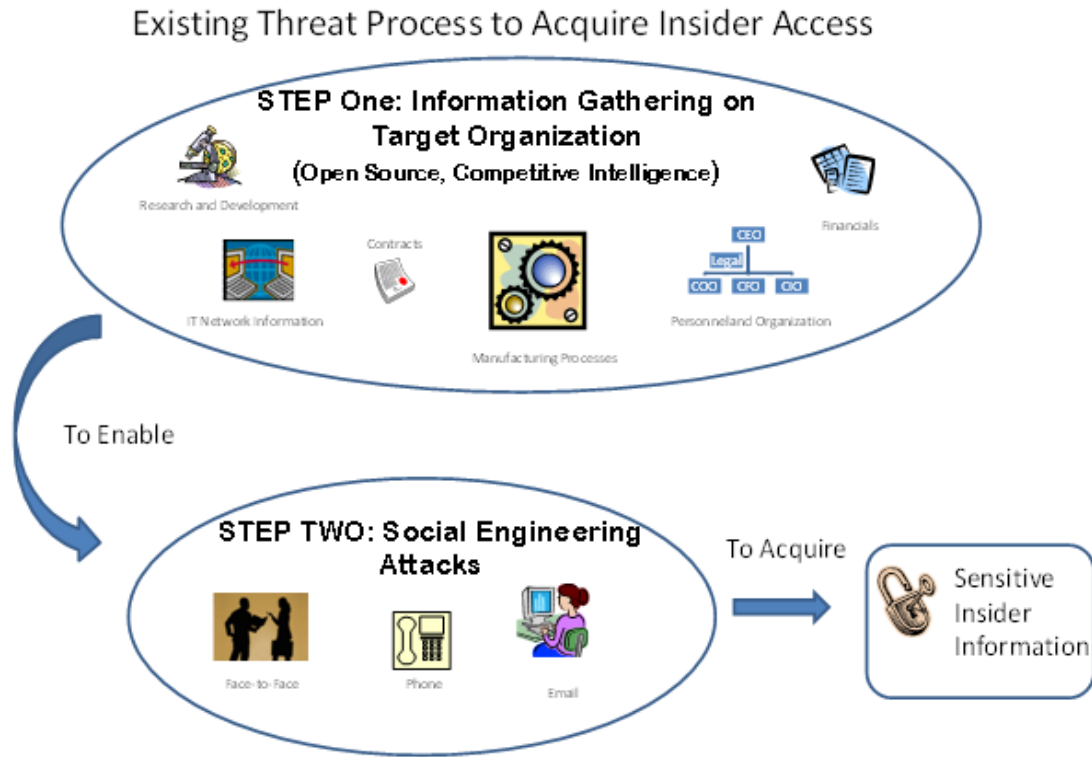 Existing Threat Process to Acquire Insider Access
STEP One: Information Gathering on
Target Organization
(Open Source, Competitive Intelligence)
Research and Development
Financials
Contracts
CEO
Legal
COO
CFO
CIO
IT Network Information
Personneland Organization
Manufacturing Processes
To Enable
STEP TWO: Social Engineering
Attacks
To Acquire
Sensitive
Insider
Information
Face-to-Face
Phone
Email